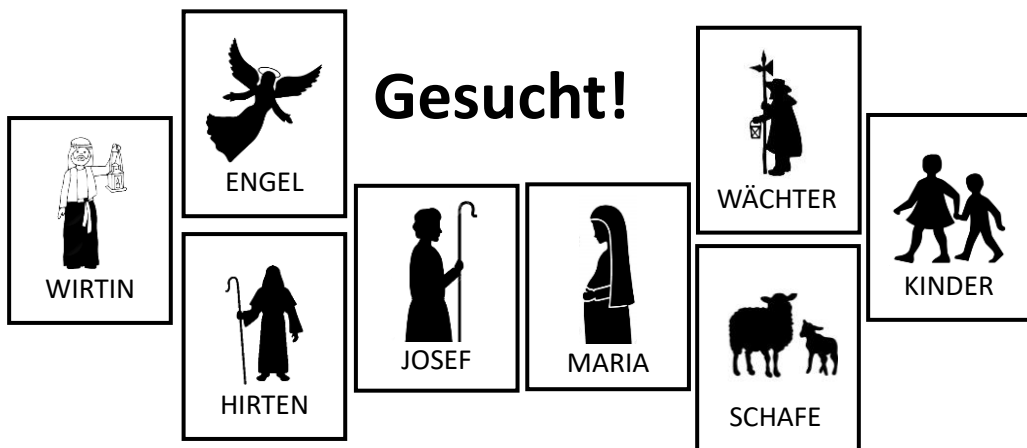 Gesucht!
WIRTIN
ENGEL
HIRTEN
JOSEF
MARIA
WÄCHTER
SCHAFE
KINDER